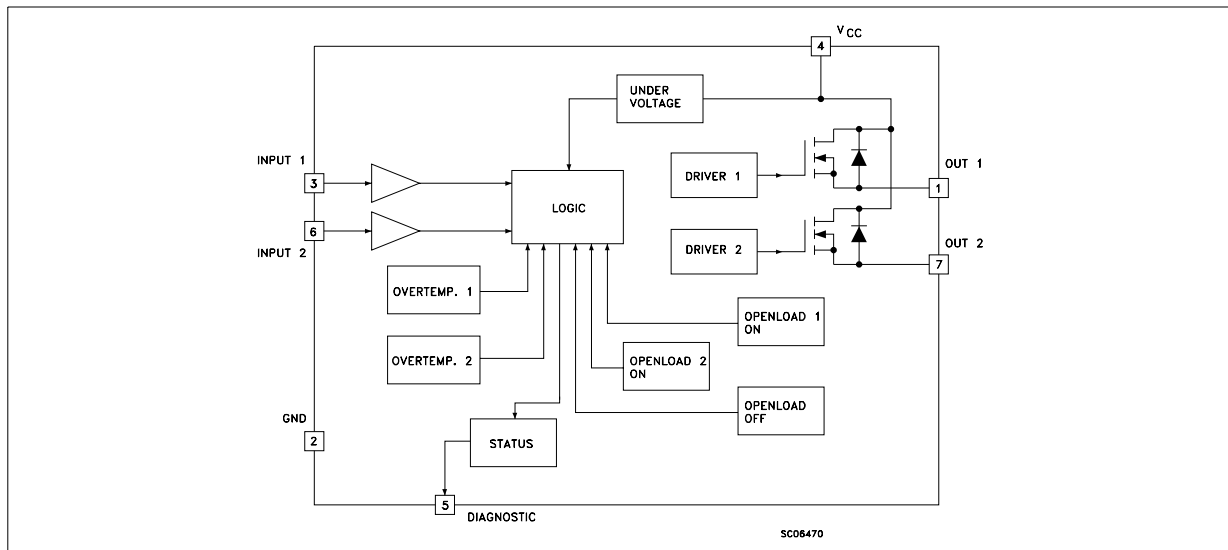 V CC
4
UNDER
VOLTAGE
INPUT 1
3
6
INPUT 2
LOGIC
DRIVER 1
OUT 1
1
DRIVER 2
OUT 2
7
OVERTEMP. 1
OVERTEMP. 2
OPENLOAD 1
ON
OPENLOAD 2
ON
OPENLOAD
OFF
GND
2
STATUS
5
DIAGNOSTIC
SC06470